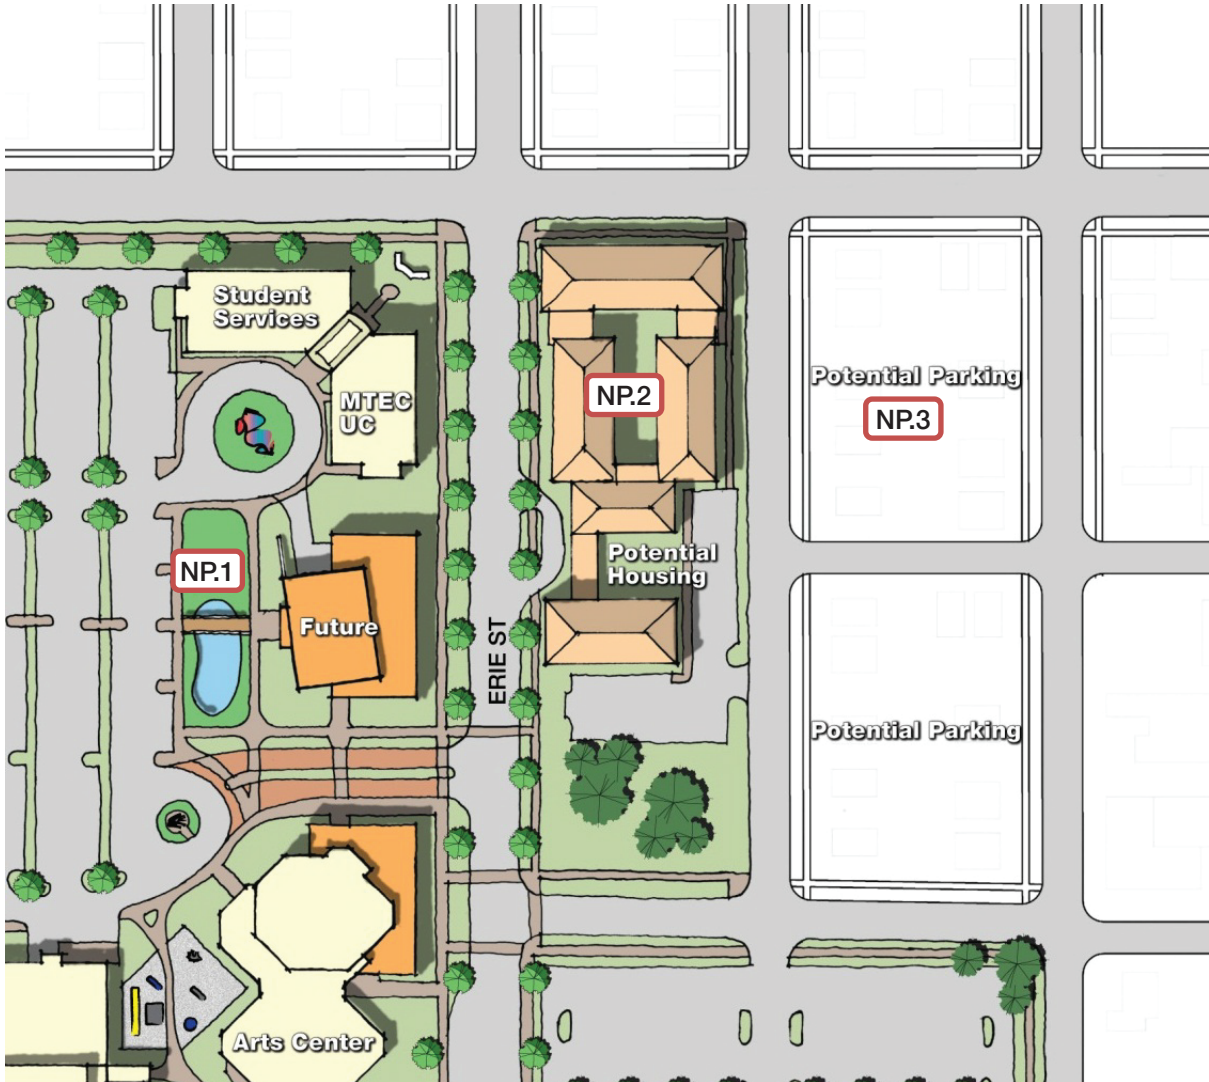 Student
Services
MTEC
UC
NP.2
Potential Parking
NP.3
NP.1
Potential
Housing
Future
ERIE ST
Potential Parking
Arts Center